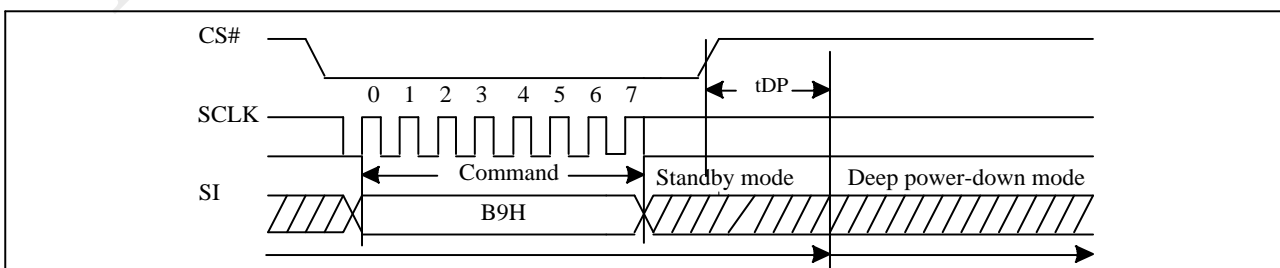 CS#
tDP
0 1 2 3 4 5 6 7
SCLK
Command
Standby mode
Deep power-down mode
SI
B9H